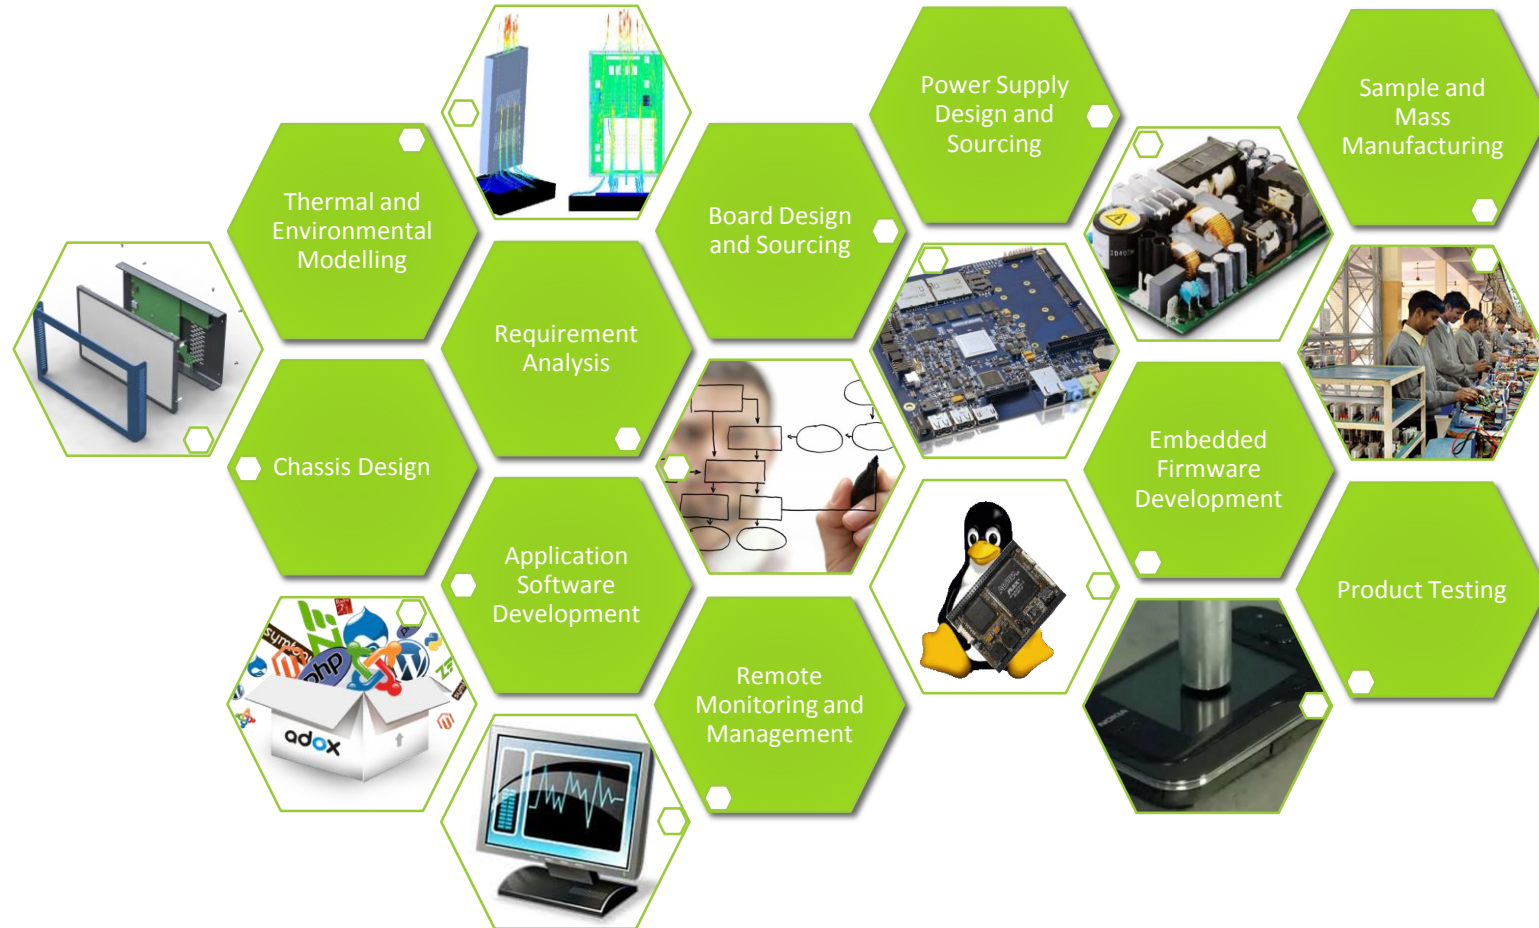 Power Supply
Design and
Sourcing
Sample and
Mass
Manufacturing
Thermal and
Environmental
Modelling
Board Design
and Sourcing
Requirement
Analysis
Chassis Design
Embedded
Firmware
Development
Application
Software
Development
Product Testing
Remote
Monitoring and
Management
php
adox
NOKIA